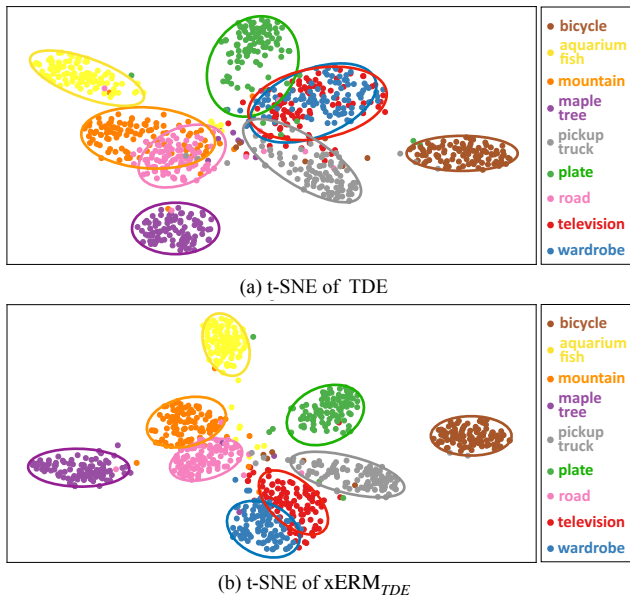 bicycle
aquarium
fish
mountain
maple
tree
pickup
truck
plate
road
television
wardrobe
(a) t-SNE of TDE
bicycle
aquarium
fish
mountain
maple
tree
pickup
truck
plate
road
television
wardrobe
(b) t-SNE of xERM_TDE